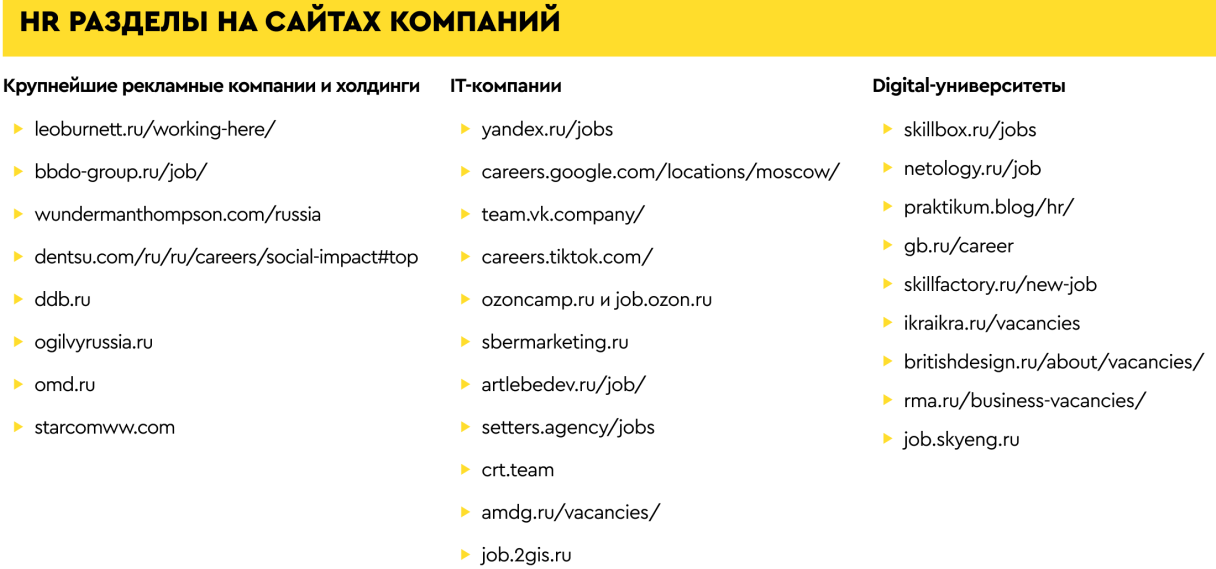 HR РАЗДЕЛЫ НА САЙТАХ КОМПАНИЙ
Крупнейшие рекламные компании и холдинги
leoburnett.ru/working-here/
bbdo-group.ru/job/
wundermanthompson.com/russia
dentsu.com/ru/ru/careers/social-impact#top
ddb.ru
ogilvyrussia.ru
omd.ru
starcomww.com
IT-компании
yandex.ru/jobs
careers.google.com/locations/moscow/
team.vk.company/
careers.tiktok.com/
ozoncamp.ru и job.ozon.ru
sbermarketing.ru
artlebedev.ru/job/
setters.agency/jobs
crt.team
amdg.ru/vacancies/
job.2gis.ru
Digital-университеты
skillbox.ru/jobs
netology.ru/job
praktikum.blog/hr/
gb.ru/career
skillfactory.ru/new-job
ikraikra.ru/vacancies
britishdesign.ru/about/vacancies/
rma.ru/business-vacancies/
job.skyeng.ru